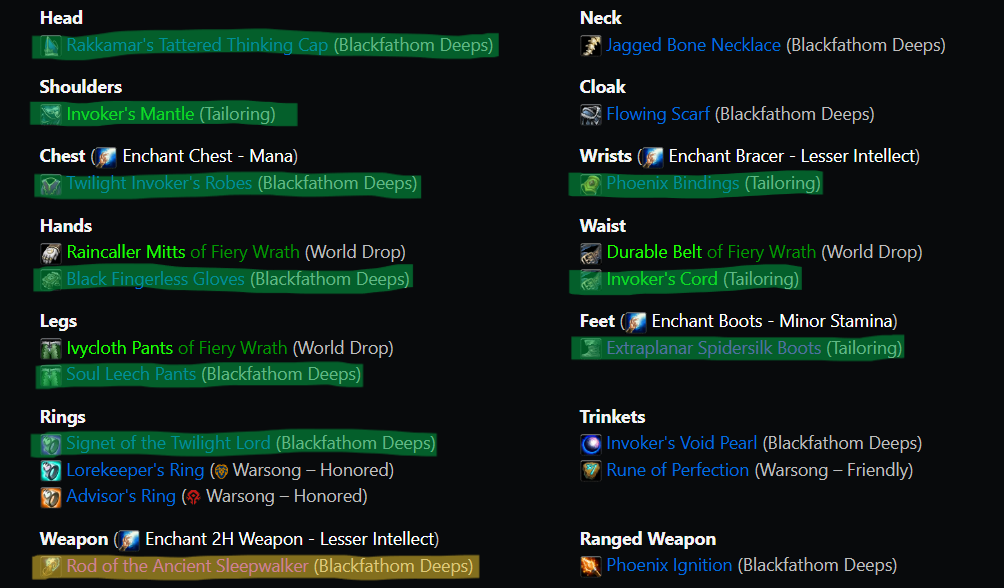 Head
Rakkamar's Tattered Thinking Cap (Blackfathom Deeps)
Shoulders
Invoker's Mantle (Tailoring)
Chest (Enchant Chest - Mana)
Twilight Invoker's Robes (Blackfathom Deeps)
Hands
Raincaller Mitts of Fiery Wrath (World Drop)
Black Fingerless Gloves (Blackfathom Deeps)
Legs
Ivycloth Pants of Fiery Wrath (World Drop)
Soul Leech Pants (Blackfathom Deeps)
Rings
Signet of the Twilight Lord (Blackfathom Deeps)
Lorekeeper's Ring (Warsong – Honored)
Advisor's Ring (Warsong – Honored)
Weapon (Enchant 2H Weapon - Lesser Intellect)
Rod of the Ancient Sleepwalker (Blackfathom Deeps)
Neck
Jagged Bone Necklace (Blackfathom Deeps)
Cloak
Flowing Scarf (Blackfathom Deeps)
Wrists (Enchant Bracer - Lesser Intellect)
Phoenix Bindings (Tailoring)
Waist
Durable Belt of Fiery Wrath (World Drop)
Invoker's Cord (Tailoring)
Feet (Enchant Boots - Minor Stamina)
Extraplanar Spidersilk Boots (Tailoring)
Trinkets
Invoker's Void Pearl (Blackfathom Deeps)
Rune of Perfection (Warsong – Friendly)
Ranged Weapon
Phoenix Ignition (Blackfathom Deeps)